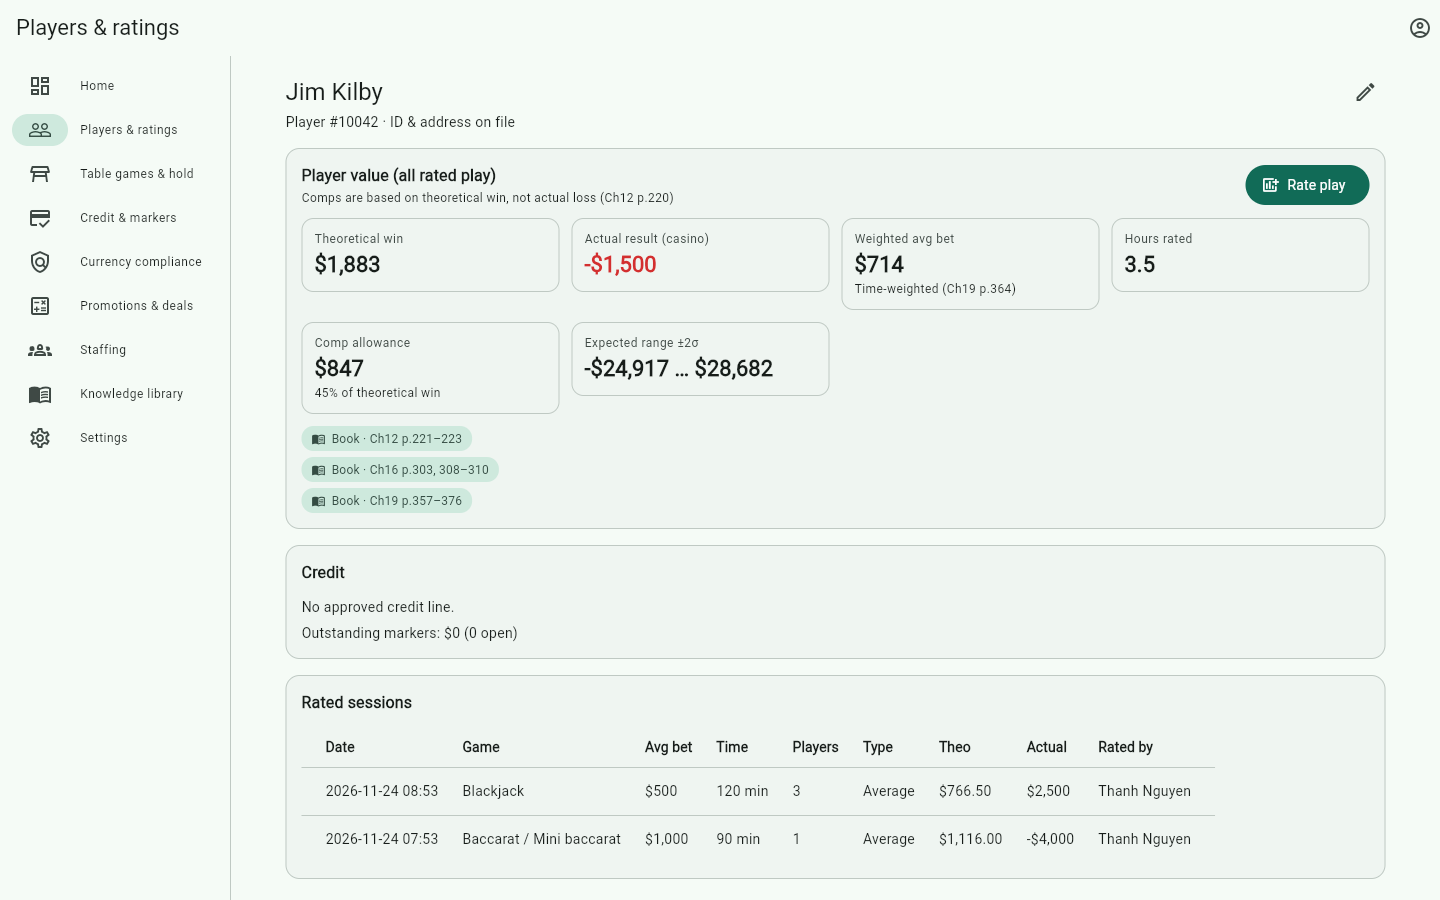 Players & ratings
Home
Players & ratings
Table games & hold
Credit & markers
Currency compliance
Promotions & deals
Staffing
Knowledge library
Settings
Jim Kilby
Player #10042 · ID & address on file
Player value (all rated play)
Comps are based on theoretical win, not actual loss (Ch12 p.220)
Rate play
Theoretical win
$1,883
Actual result (casino)
-$1,500
Weighted avg bet
$714
Time-weighted (Ch19 p.364)
Hours rated
3.5
Comp allowance
$847
45% of theoretical win
Expected range ±2σ
-$24,917 … $28,682
Book · Ch12 p.221–223
Book · Ch16 p.303, 308–310
Book · Ch19 p.357–376
Credit
No approved credit line.
Outstanding markers: $0 (0 open)
Rated sessions
Date Game Avg bet Time Players Type Theo Actual Rated by
2026-11-24 08:53 Blackjack $500 120 min 3 Average $766.50 $2,500 Thanh Nguyen
2026-11-24 07:53 Baccarat / Mini baccarat $1,000 90 min 1 Average $1,116.00 -$4,000 Thanh Nguyen